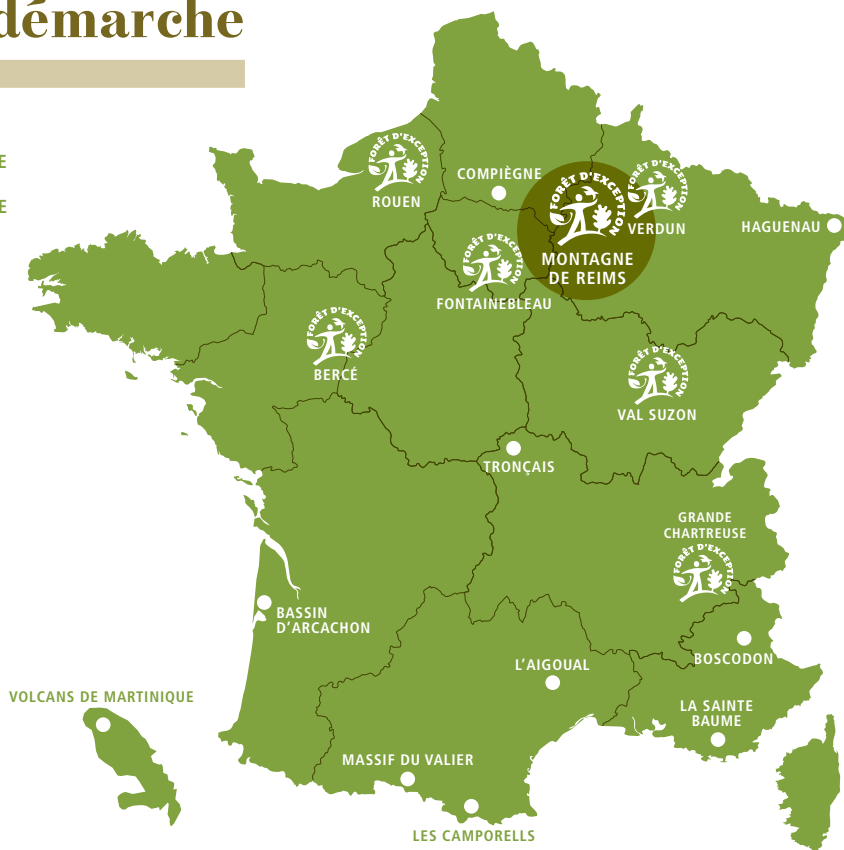 démarche
E
E
FORÊT D'EXCEPTION
ROUEN
COMPIÈGNE
FORÊT D'EXCEPTION
MONTAGNE
DE REIMS
FORÊT D'EXCEPTION
VERDUN
HAGUENAU
FORÊT D'EXCEPTION
FONTAINEBLEAU
FORÊT D'EXCEPTION
BERCÉ
FORÊT D'EXCEPTION
VAL SUZON
TRONÇAIS
GRANDE
CHARTREUSE
FORÊT D'EXCEPTION
BASSIN
D'ARCACHON
BOSCODON
L'AIGOUAL
VOLCANS DE MARTINIQUE
LA SAINTE
BAUME
MASSIF DU VALIER
LES CAMPORELLS